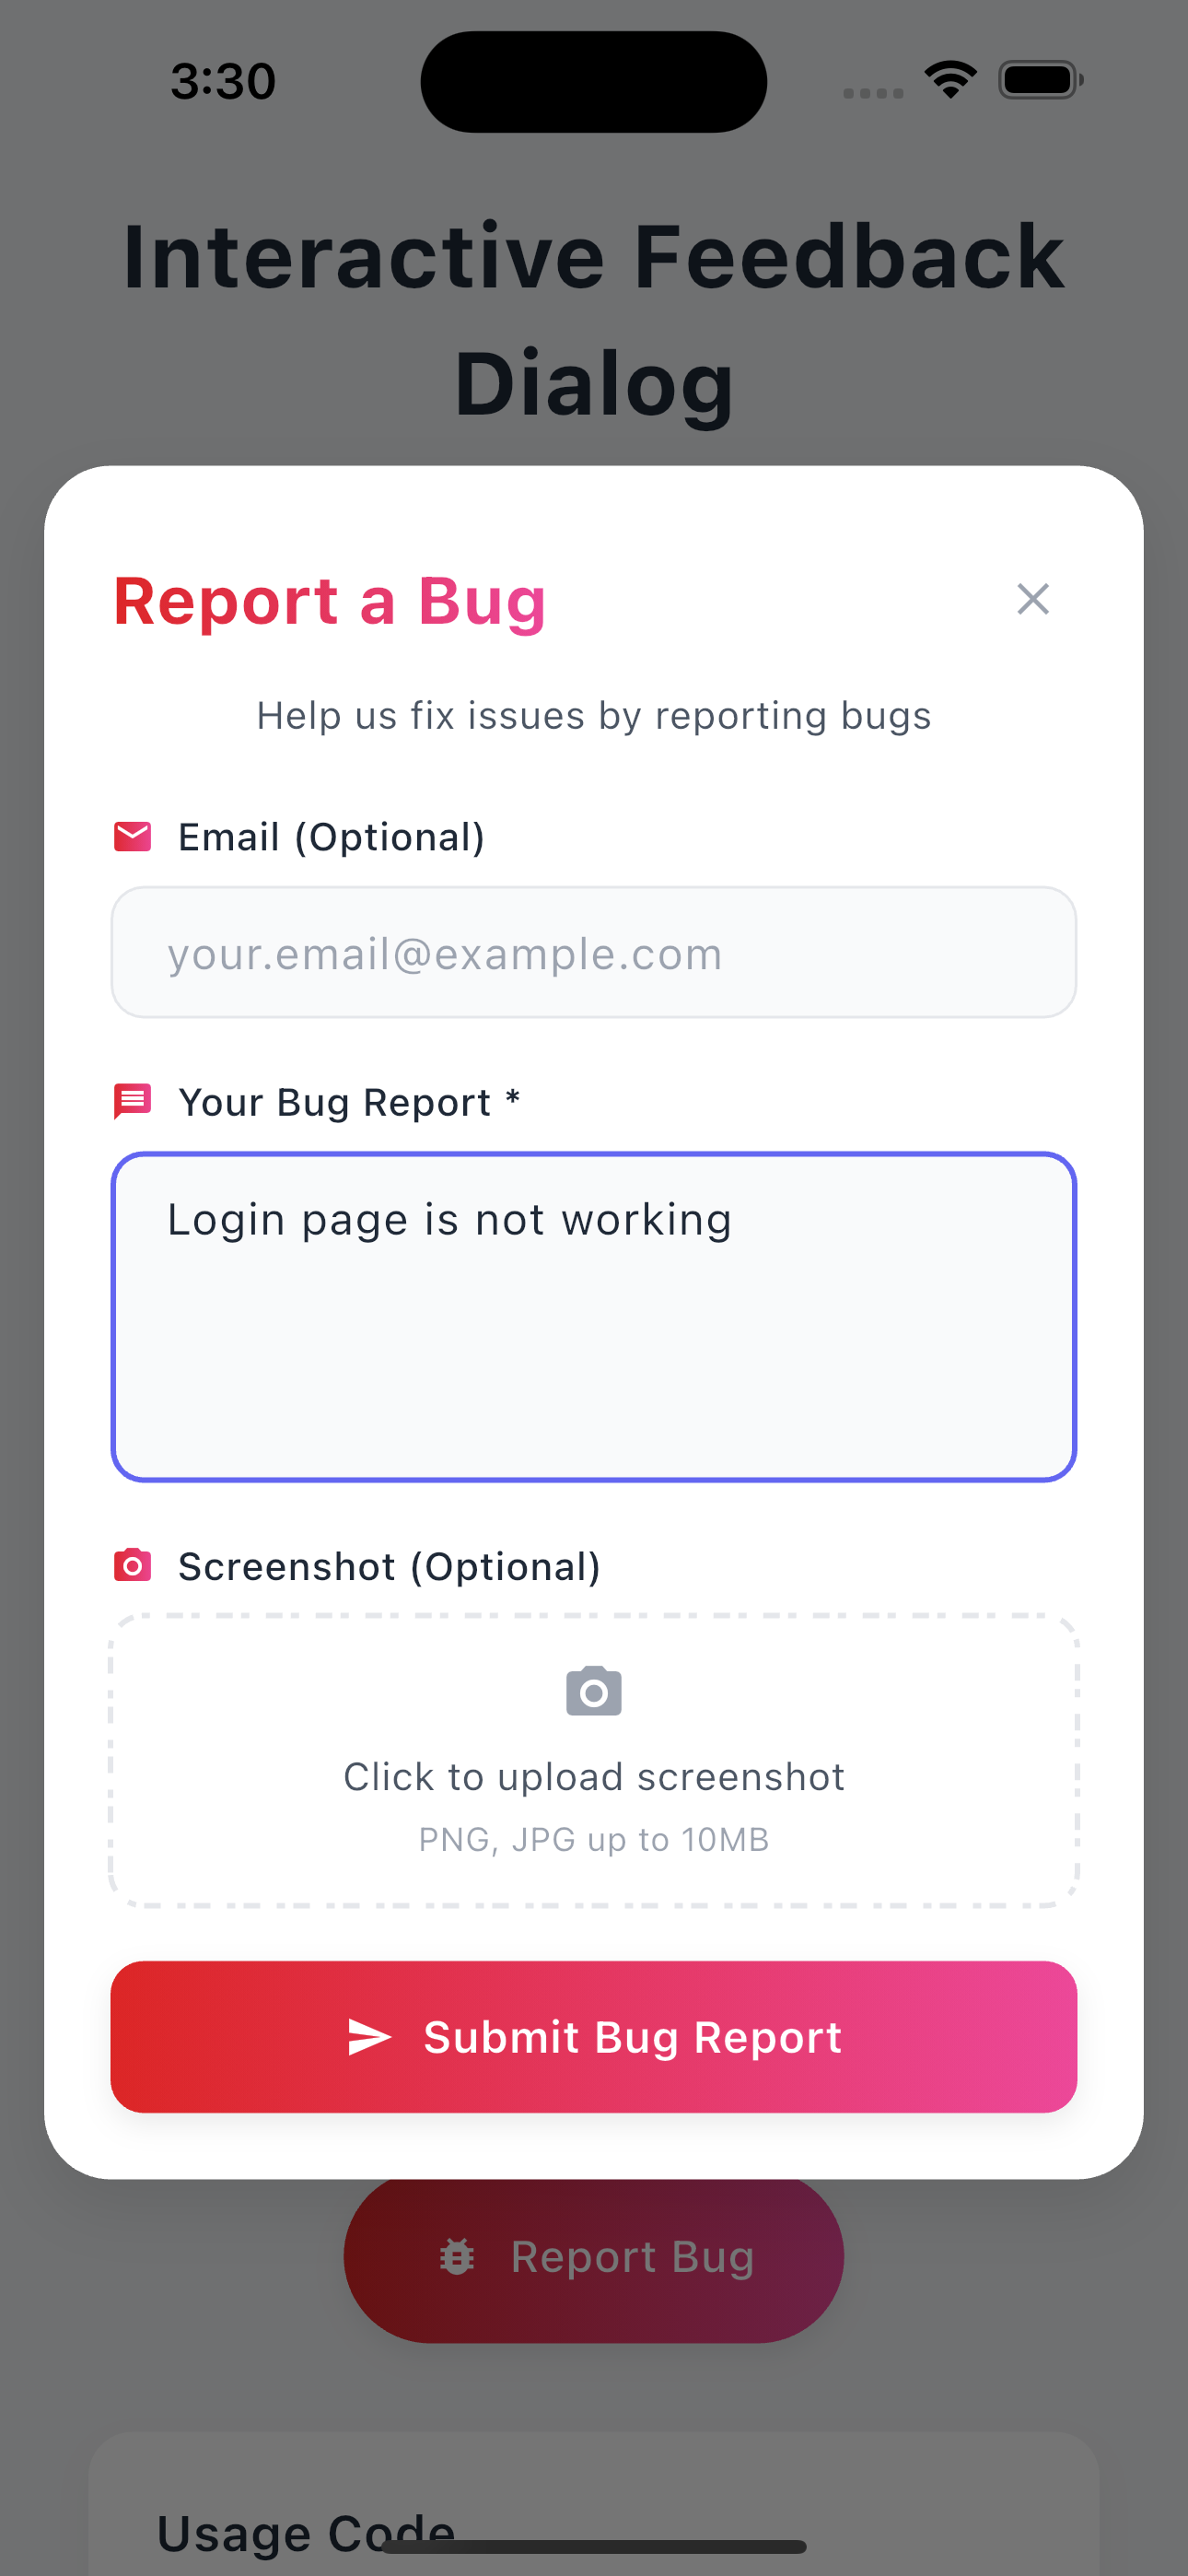 3:30
Interactive Feedback
Dialog
Report a Bug
Help us fix issues by reporting bugs
Email (Optional)
your.email@example.com
Your Bug Report *
Login page is not working
Screenshot (Optional)
Click to upload screenshot
PNG, JPG up to 10MB
Submit Bug Report
Report Bug
Usage Code